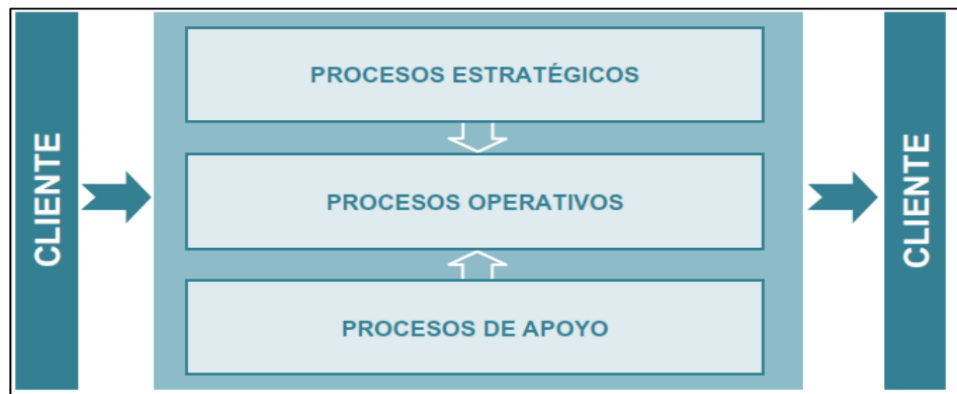 CLIENTE
PROCESOS ESTRATÉGICOS
PROCESOS OPERATIVOS
PROCESOS DE APOYO
CLIENTE